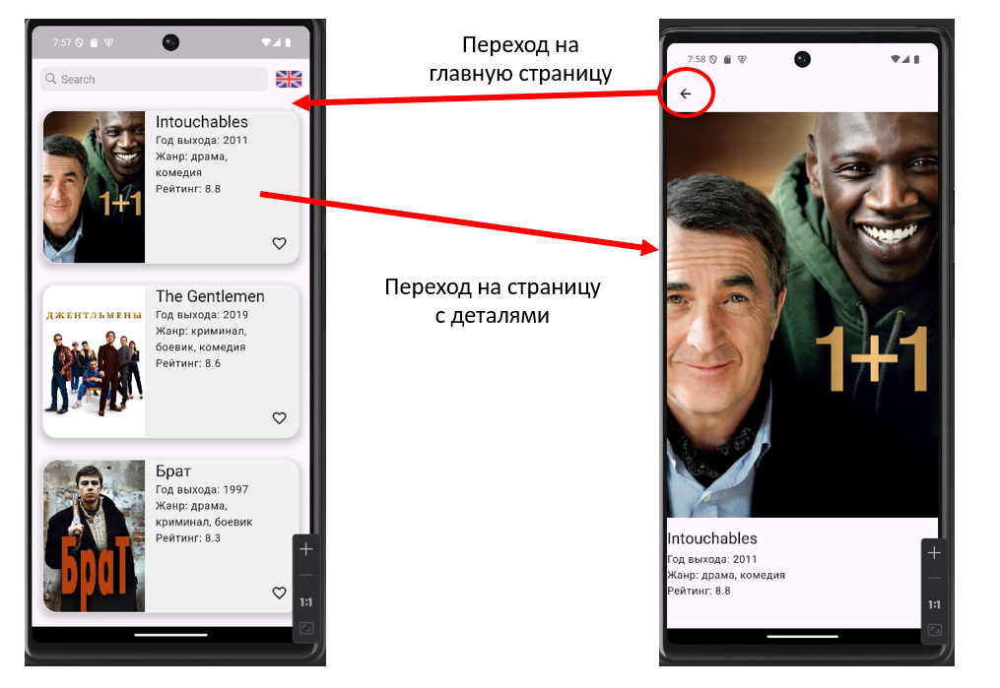 7:57
Search
Intouchables
Год выхода: 2011
Жанр: драма,
комедия
Рейтинг: 8.8
1+1
The Gentlemen
Год выхода: 2019
Жанр: криминал,
боевик, комедия
Рейтинг: 8.6
ДЖЕНТЛЬМЕНЫ
Брат
Год выхода: 1997
Жанр: драма,
криминал, боевик
Рейтинг: 8.3
БраТ
1:1
Переход на
главную страницу
Переход на страницу
с деталями
7:58
1+1
Intouchables
Год выхода: 2011
Жанр: драма, комедия
Рейтинг: 8.8
1:1